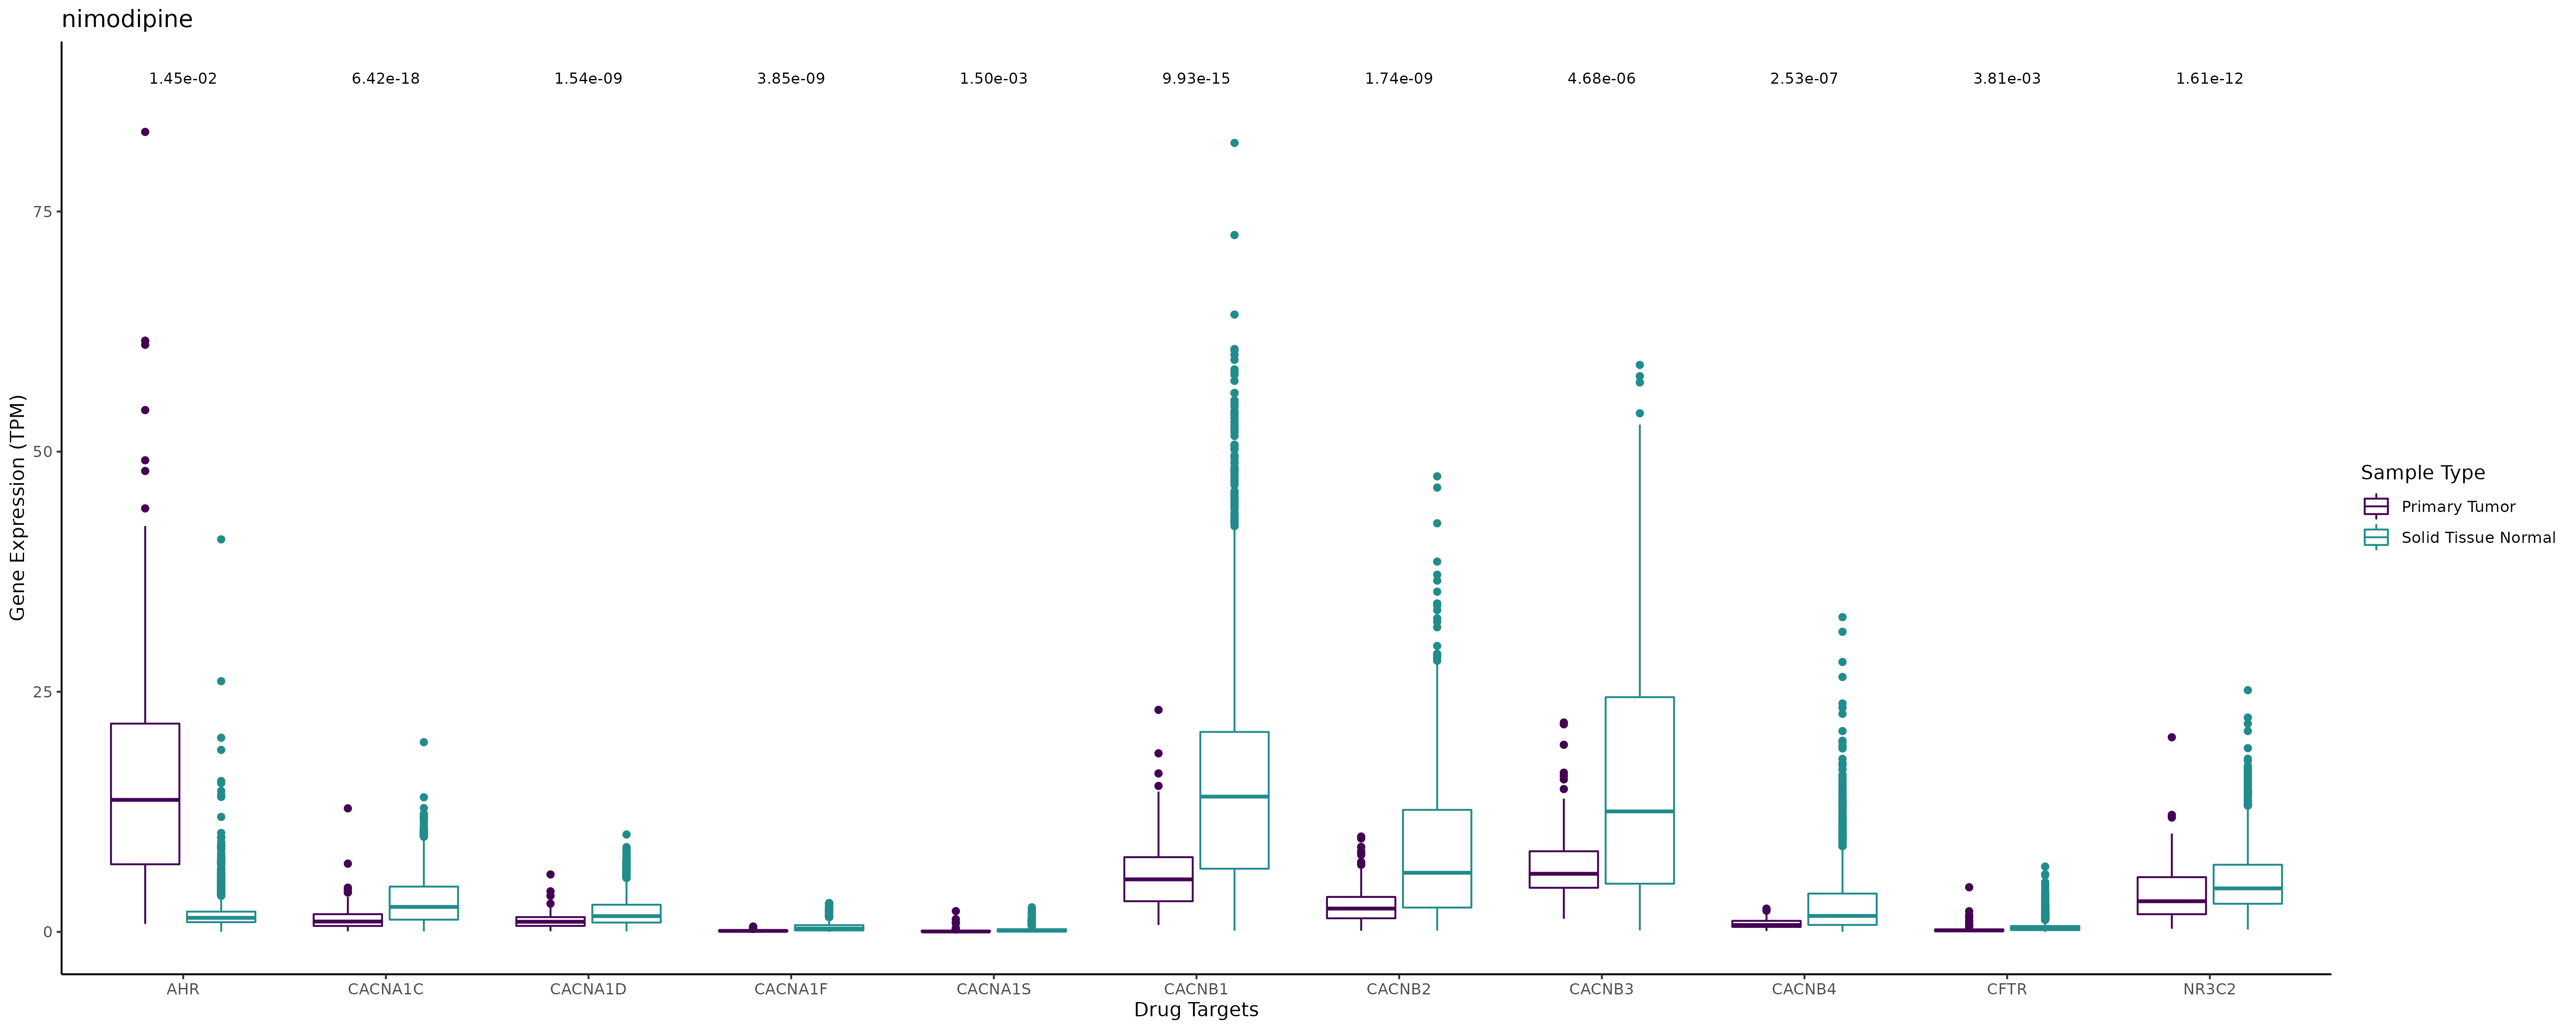 nimodipine
1.45e-02 6.42e-18 1.54e-09 3.85e-09 1.50e-03 9.93e-15 1.74e-09 4.68e-06 2.53e-07 3.81e-03 1.61e-12
Gene Expression (TPM)
75
50
25
0
AHR CACNA1C CACNA1D CACNA1F CACNA1S CACNB1 CACNB2 CACNB3 CACNB4 CFTR NR3C2
Drug Targets
Sample Type
Primary Tumor
Solid Tissue Normal